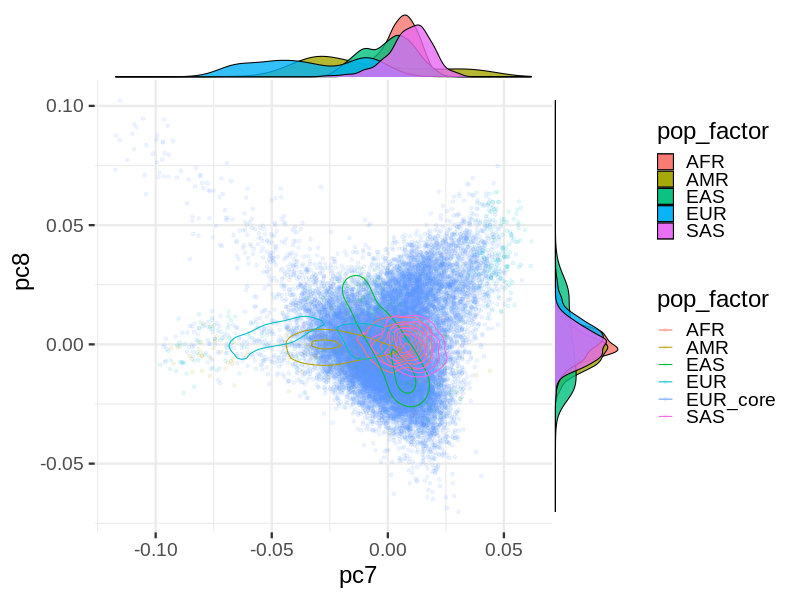 pop_factor
AFR
AMR
EAS
EUR
SAS
pop_factor
AFR
AMR
EAS
EUR
EUR_core
SAS
0.10
0.05
0.00
-0.05
pc8
-0.10
-0.05
0.00
0.05
pc7